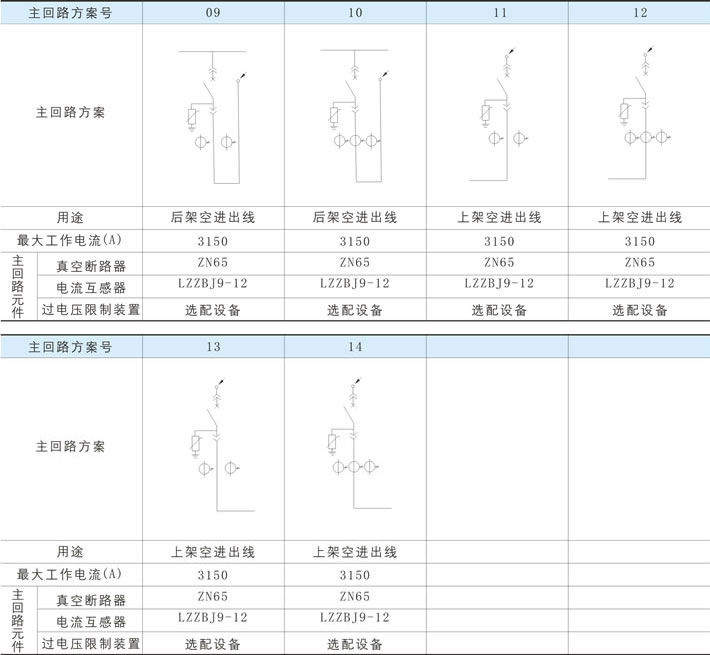 主回路方案号 09 10 11 12
主回路方案
用途 后架空进出线 后架空进出线 上架空进出线 上架空进出线
最大工作电流(A) 3150 3150 3150 3150
主回路元件
真空断路器 ZN65 ZN65 ZN65 ZN65
电流互感器 LZZBJ9-12 LZZBJ9-12 LZZBJ9-12 LZZBJ9-12
过电压限制装置 选配设备 选配设备 选配设备 选配设备
主回路方案号 13 14
主回路方案
用途 上架空进出线 上架空进出线
最大工作电流(A) 3150 3150
主回路元件
真空断路器 ZN65 ZN65
电流互感器 LZZBJ9-12 LZZBJ9-12
过电压限制装置 选配设备 选配设备